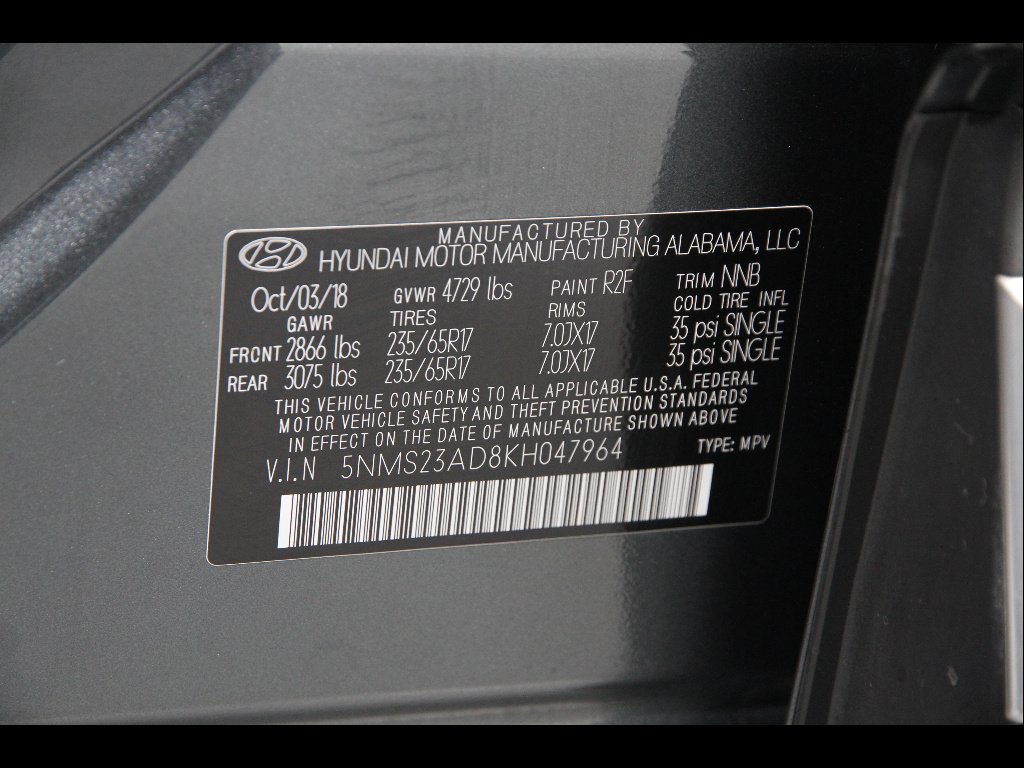 MANUFACTURED BY
HYUNDAI MOTOR MANUFACTURING ALABAMA, LLC
Oct/03/18 GVWR 4729 lbs PAINT R2F TRIM NNB
GAWR TIRES RIMS COLD TIRE INFL
FRONT 2866 lbs 235/65R17 7.0JX17 35 psi SINGLE
REAR 3075 lbs 235/65R17 7.0JX17 35 psi SINGLE
THIS VEHICLE CONFORMS TO ALL APPLICABLE U.S.A. FEDERAL
MOTOR VEHICLE SAFETY AND THEFT PREVENTION STANDARDS
IN EFFECT ON THE DATE OF MANUFACTURE SHOWN ABOVE
V.I.N 5NMS23AD8KH047964 TYPE: MPV